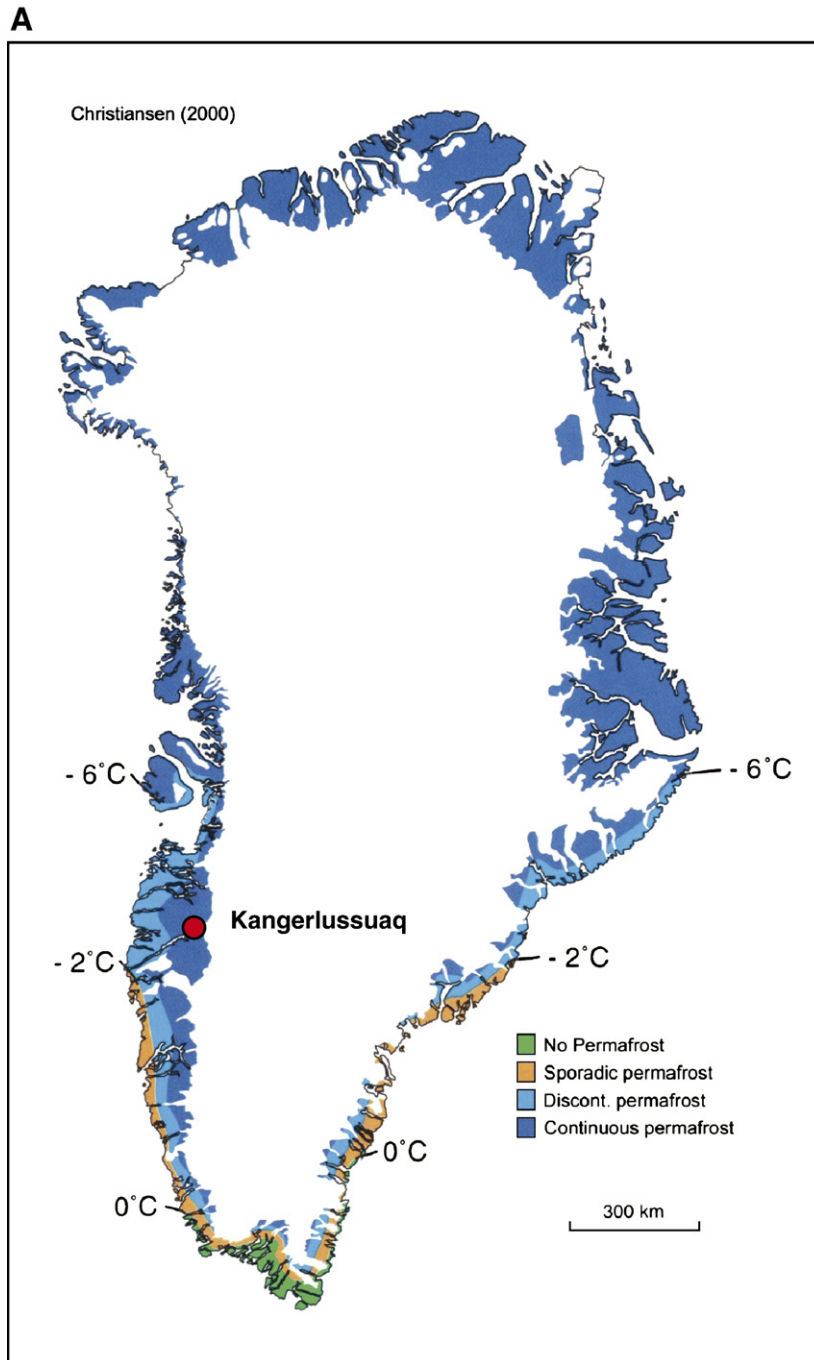 A
Christiansen (2000)
- 6˚C
- 6˚C
Kangerlussuaq
- 2˚C
- 2˚C
No Permafrost
Sporadic permafrost
Discont. permafrost
Continuous permafrost
0˚C
0˚C
300 km